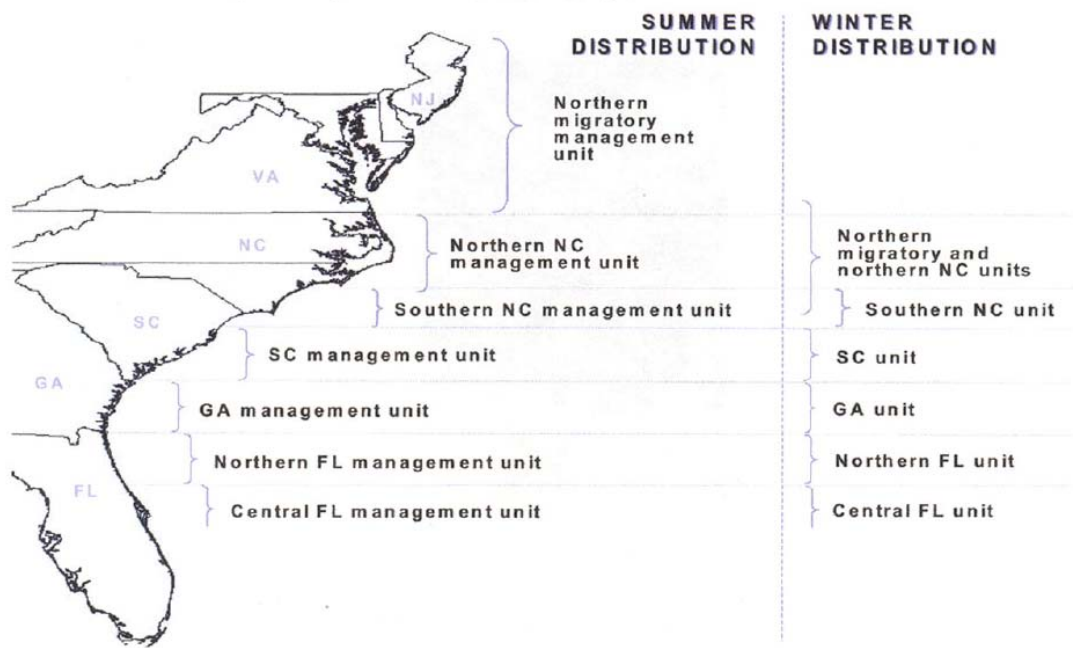 SUMMER
DISTRIBUTION
WINTER
DISTRIBUTION
NJ
Northern
migratory
management
unit
VA
NC
Northern NC
management unit
Northern
migratory and
northern NC units
Southern NC management unit
Southern NC unit
SC
SC management unit
SC unit
GA
GA management unit
GA unit
Northern FL management unit
Northern FL unit
FL
Central FL management unit
Central FL unit